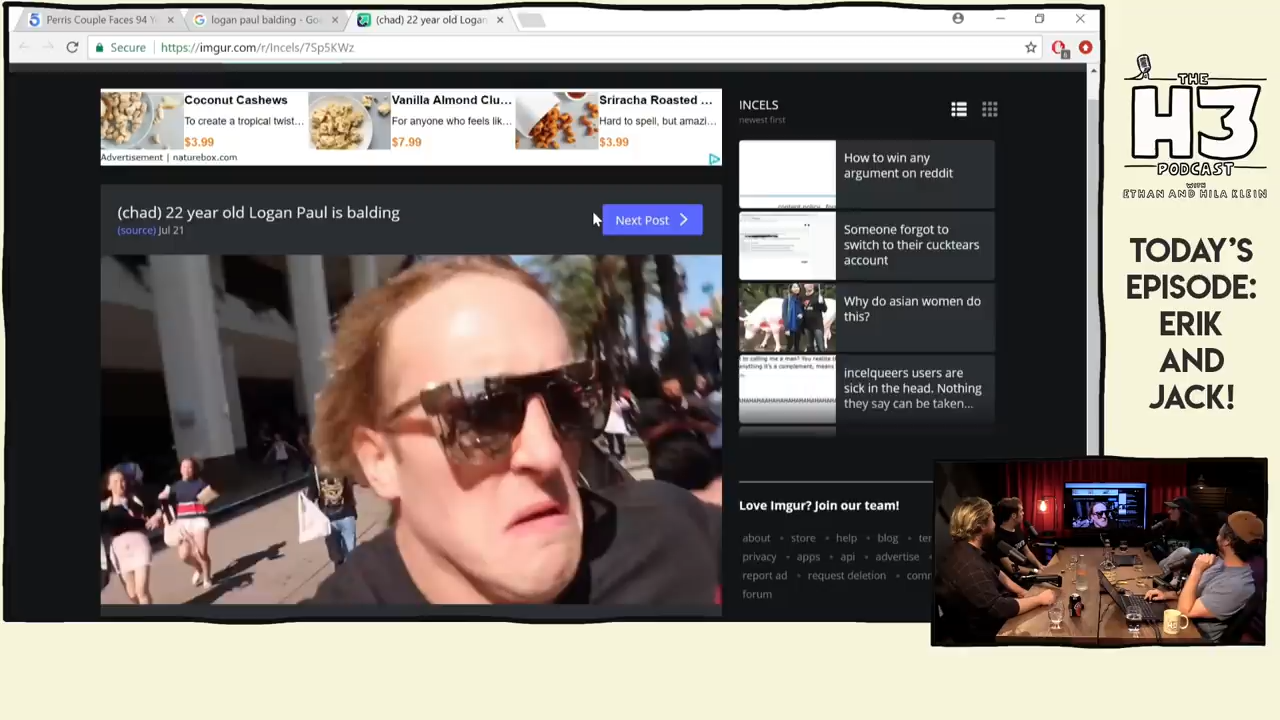 Perris Couple Faces 94 Y
logan paul balding - Goo
(chad) 22 year old Logan
Secure
https://imgur.com/r/Incels/7Sp5KWz
6
Coconut Cashews
To create a tropical twist…
$3.99
Vanilla Almond Clu…
For anyone who feels lik…
$7.99
Sriracha Roasted …
Hard to spell, but amazi…
$3.99
Advertisement | naturebox.com
(chad) 22 year old Logan Paul is balding
(source) Jul 21
Next Post
INCELS
newest first
How to win any
argument on reddit
Someone forgot to
switch to their cucktears
account
Why do asian women do
this?
incelqueers users are
sick in the head. Nothing
they say can be taken...
Love Imgur? Join our team!
about • store • help • blog •
privacy • apps • api • advertise •
report ad • request deletion •
forum
THE
H3
PODCAST
WITH
ETHAN AND HILA KLEIN
TODAY'S
EPISODE:
ERIK
AND
JACK!